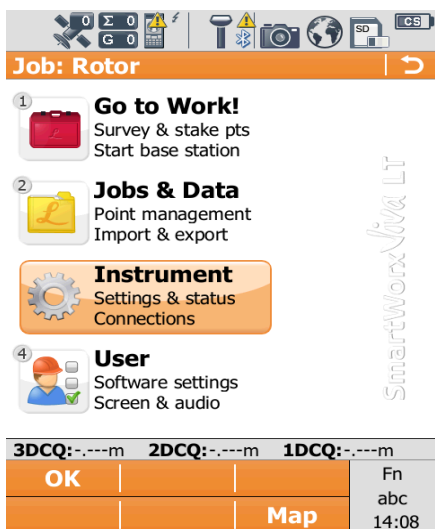 0 Σ 0
G 0
SD
CS
Job: Rotor
1
Go to Work!
Survey & stake pts
Start base station
2
Jobs & Data
Point management
Import & export
Instrument
Settings & status
Connections
4
User
Software settings
Screen & audio
SmartWorx Viva LT
3DCQ:-.---m 2DCQ:-.---m 1DCQ:-.---m
OK
Fn
abc
Map
14:08